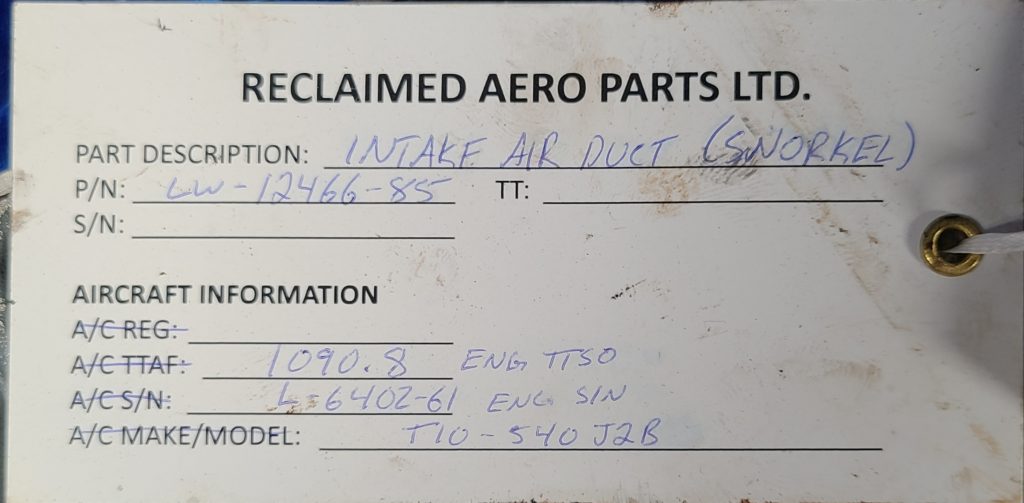 RECLAIMED AERO PARTS LTD.
PART DESCRIPTION: INTAKE AIR DUCT (SNORKEL)
P/N: LW-12466-85 TT:
S/N:
AIRCRAFT INFORMATION
A/C REG:
A/C TTAF: 1090.8 ENG TTSO
A/C S/N: L-6402-61 ENG S/N
A/C MAKE/MODEL: TIO-540 J2B